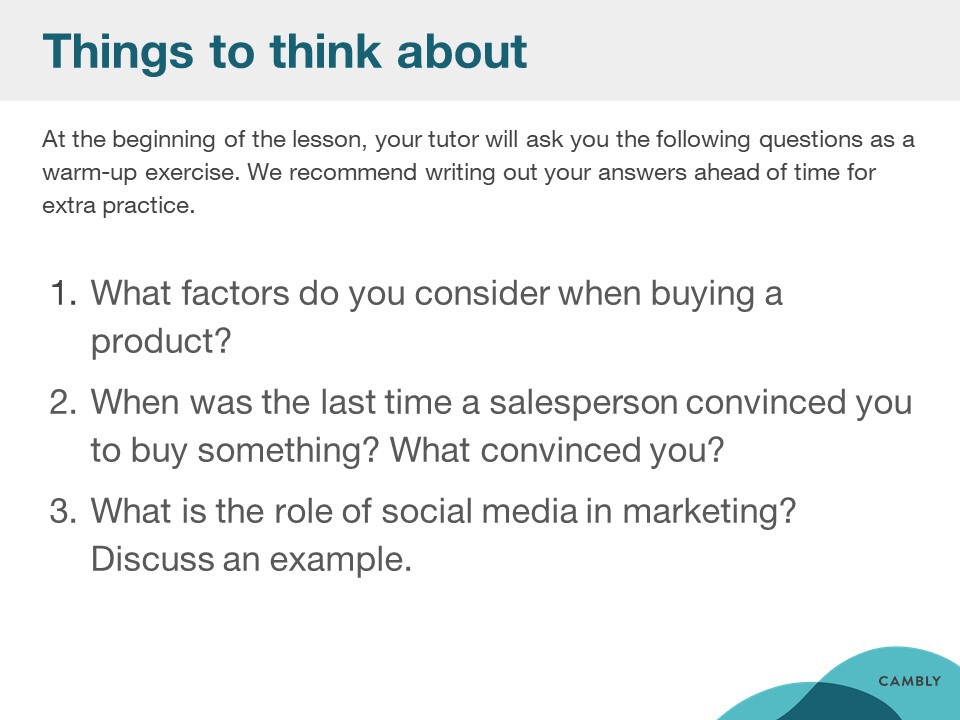 Things to think about
At the beginning of the lesson, your tutor will ask you the following questions as a
warm-up exercise. We recommend writing out your answers ahead of time for
extra practice.
1. What factors do you consider when buying a
product?
2. When was the last time a salesperson convinced you
to buy something? What convinced you?
3. What is the role of social media in marketing?
Discuss an example.
CAMBLY